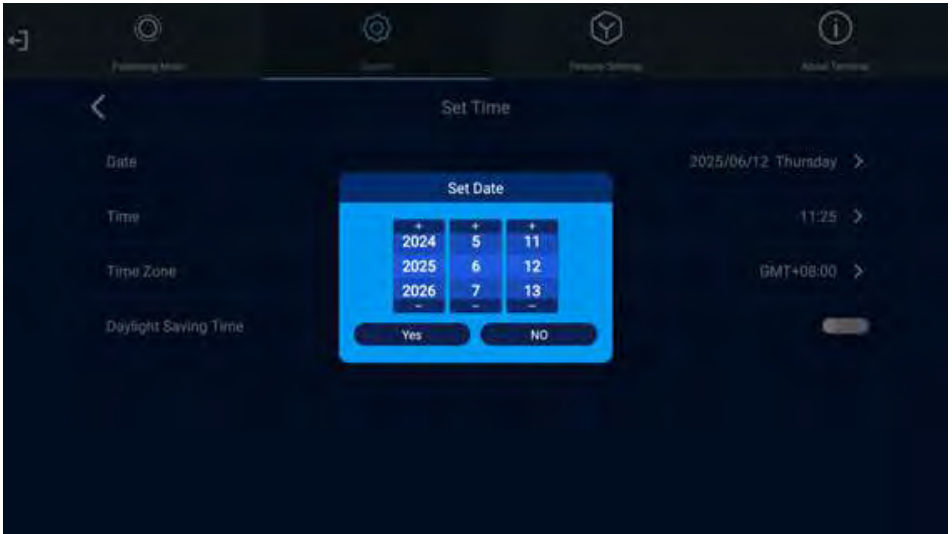 Set Time
Date
2025/06/12 Thursday
Set Date
Time
11:25
+ + +
2024 5 11
2025 6 12
2026 7 13
- - -
Time Zone
GMT+08:00
Yes NO
Daylight Saving Time